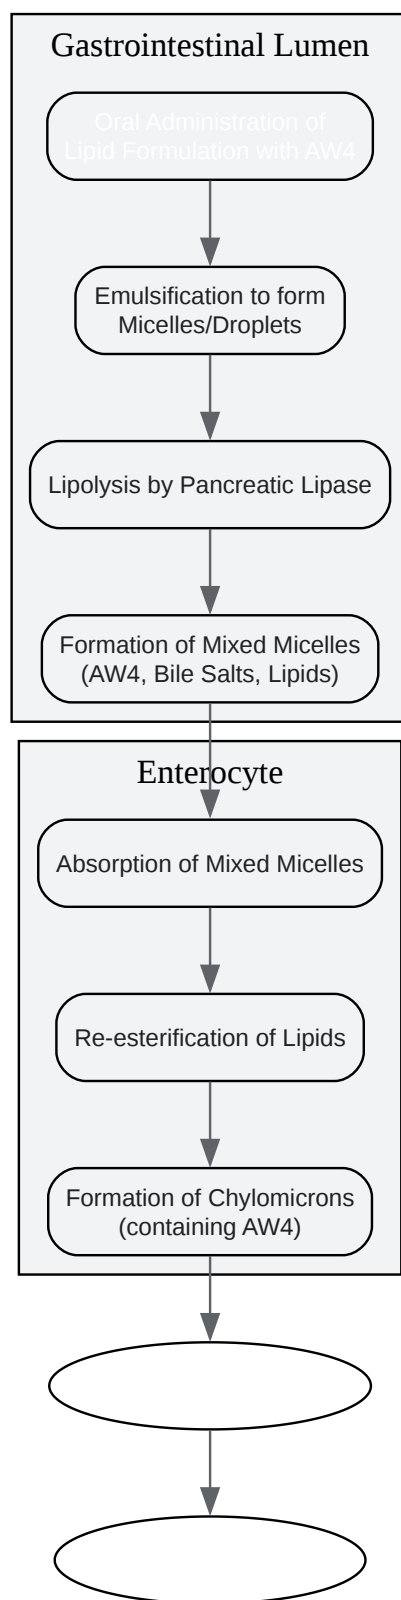 Gastrointestinal Lumen
Oral Administration of
Lipid Formulation with AW4
Emulsification to form
Micelles/Droplets
Lipolysis by Pancreatic Lipase
Formation of Mixed Micelles
(AW4, Bile Salts, Lipids)
Enterocyte
Absorption of Mixed Micelles
Re-esterification of Lipids
Formation of Chylomicrons
(containing AW4)